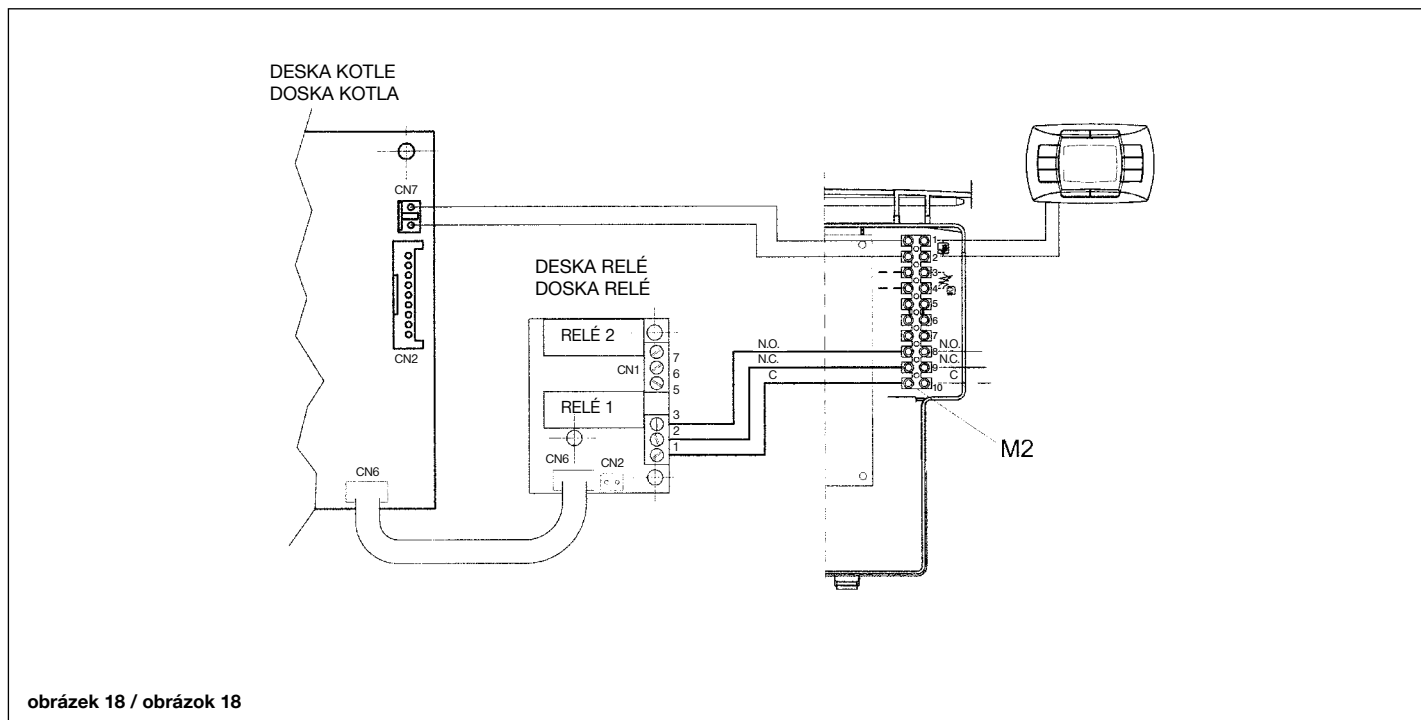 DESKA KOTLE
DOSKA KOTLA
CN7
CN2
CN6
DESKA RELÉ
DOSKA RELÉ
RELÉ 2
CN1
7
6
5
RELÉ 1
3
2
1
CN6
CN2
N.O.
N.C.
C
1
2
3
4
5
6
7
8
9
10
N.O.
N.C.
C
M2
obrázek 18 / obrázok 18